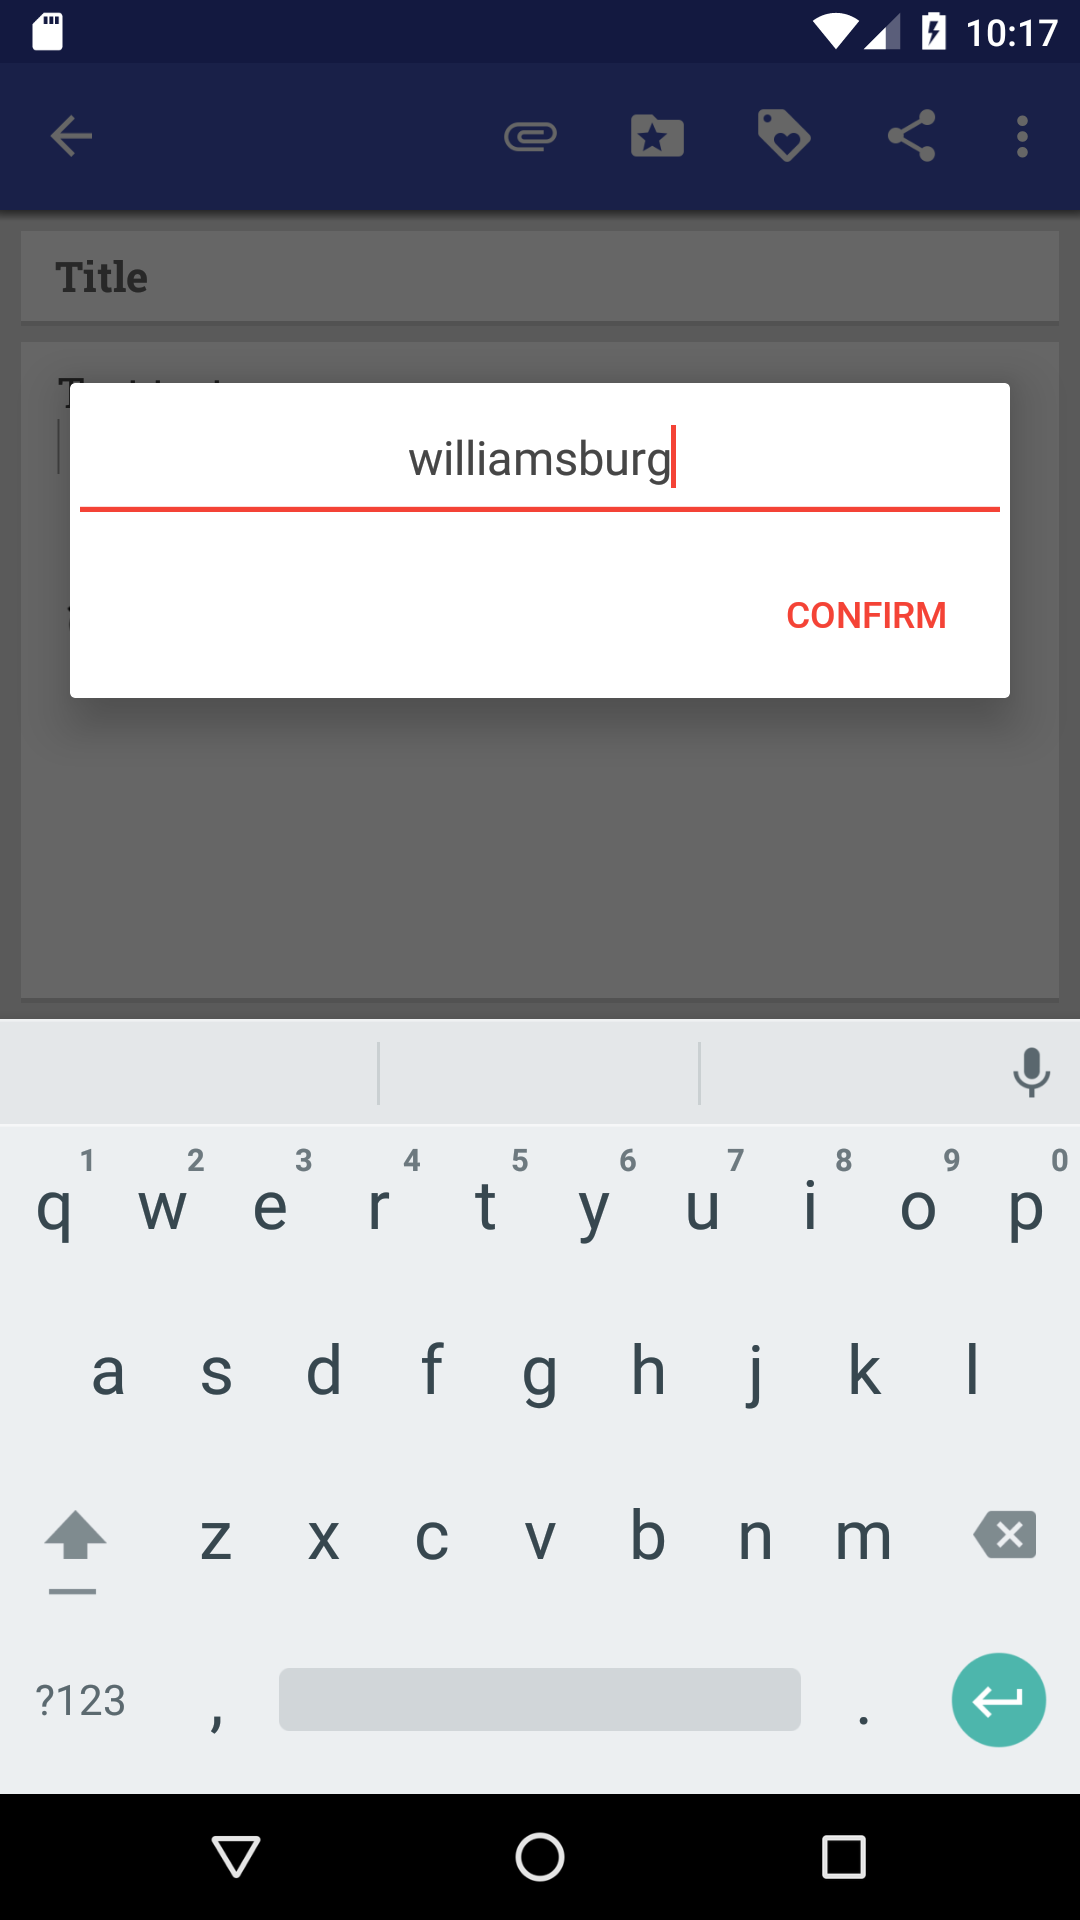 10:17
Title
williamsburg
CONFIRM
1 2 3 4 5 6 7 8 9 0
q w e r t y u i o p
a s d f g h j k l
z x c v b n m
?123 , .